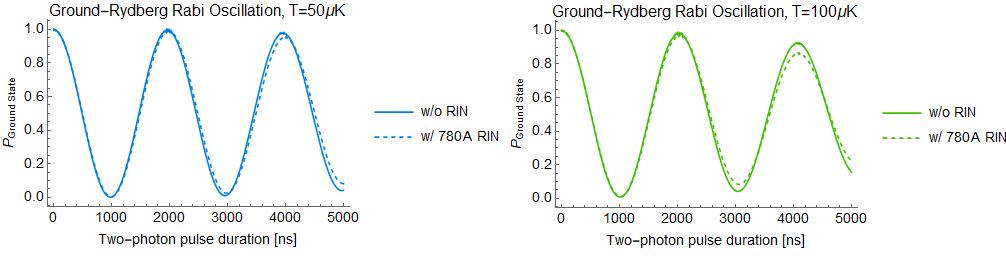 Ground−Rydberg Rabi Oscillation, T=50μK
1.0
0.8
0.6
0.4
0.2
0.0
PGround State
0
1000
2000
3000
4000
5000
Two−photon pulse duration [ns]
w/o RIN
w/ 780A RIN
Ground−Rydberg Rabi Oscillation, T=100μK
1.0
0.8
0.6
0.4
0.2
0.0
PGround State
0
1000
2000
3000
4000
5000
Two−photon pulse duration [ns]
w/o RIN
w/ 780A RIN